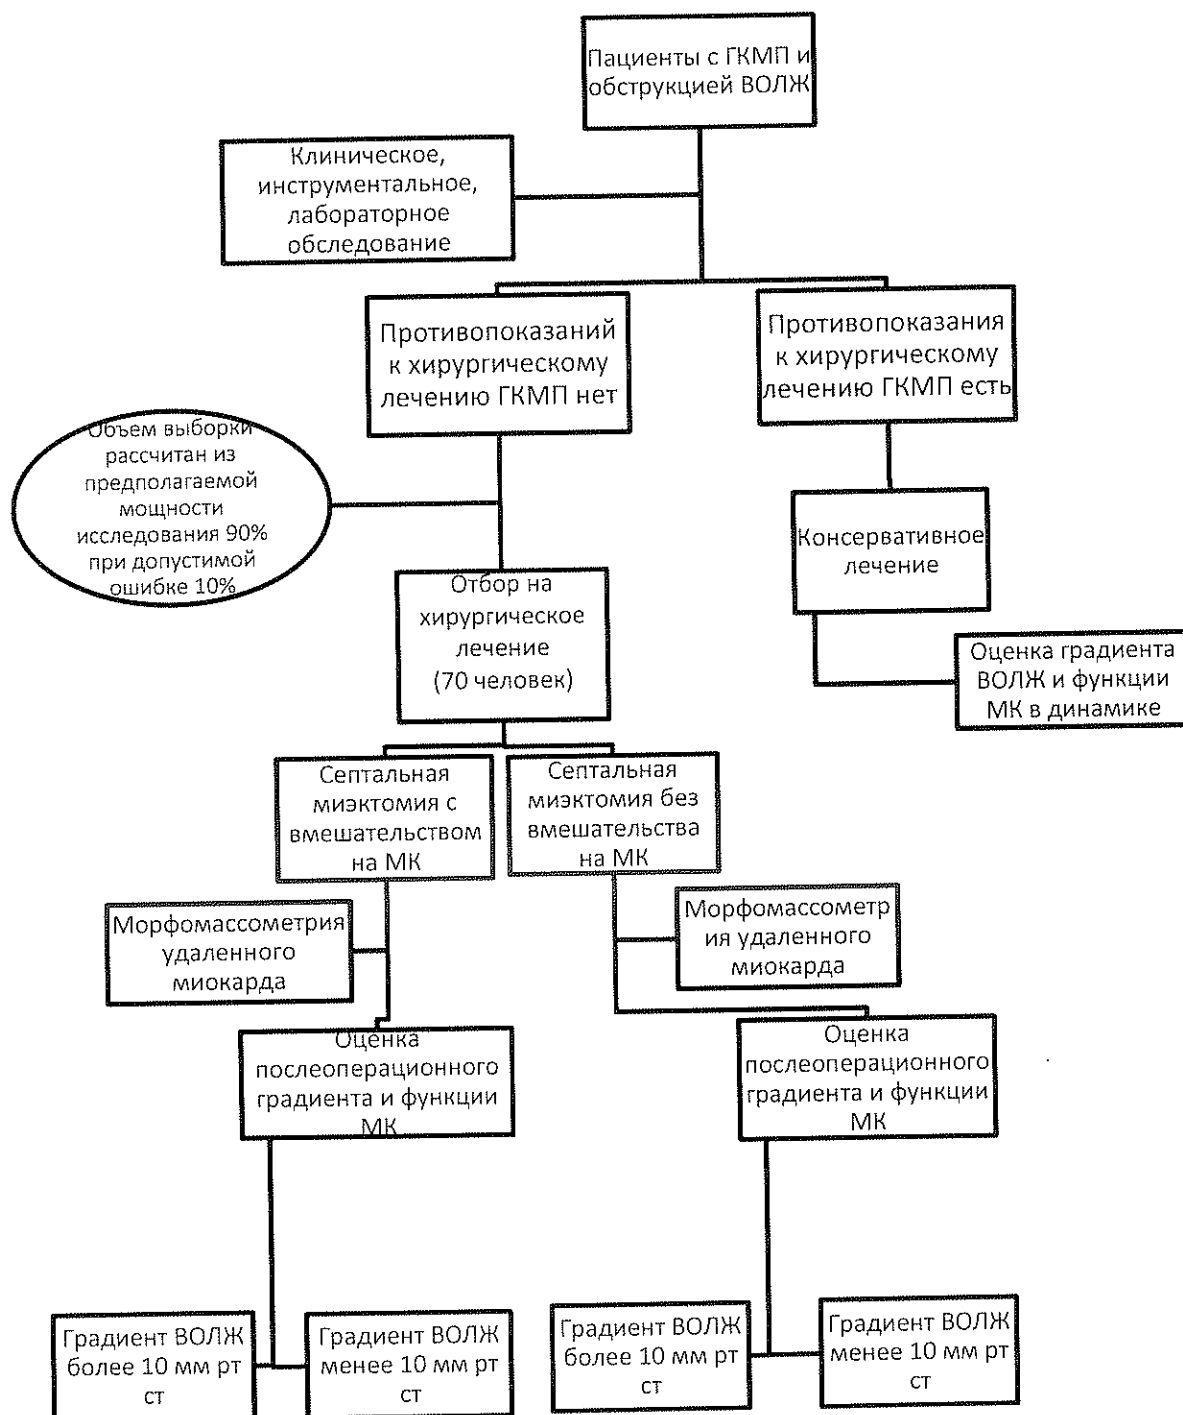 Пациенты с ГКМП и
обструкцией ВОЛЖ
Клиническое,
инструментальное,
лабораторное
обследование
Противопоказаний
к хирургическому
лечению ГКМП нет
Противопоказания
к хирургическому
лечению ГКМП есть
Объем выборки
рассчитан из
предполагаемой
мощности
исследования 90%
при допустимой
ошибке 10%
Консервативное
лечение
Отбор на
хирургическое
лечение
(70 человек)
Оценка градиента
ВОЛЖ и функции
МК в динамике
Септальная
миэктомия с
вмешательством
на МК
Септальная
миэктомия без
вмешательства
на МК
Морфомассометрия
удаленного
миокарда
Морфомассометр
ия удаленного
миокарда
Оценка
послеоперационного
градиента и функции
МК
Оценка
послеоперационного
градиента и функции
МК
Градиент ВОЛЖ
более 10 мм рт
ст
Градиент ВОЛЖ
менее 10 мм рт
ст
Градиент ВОЛЖ
более 10 мм рт
ст
Градиент ВОЛЖ
менее 10 мм рт
ст